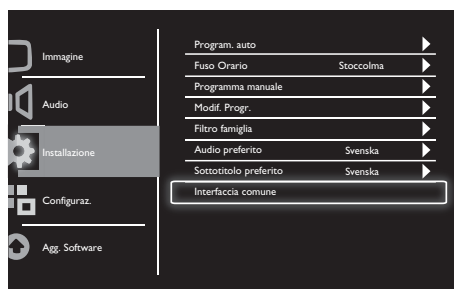 Immagine
Audio
Installazione
Configuraz.
Agg. Software
Program. auto
Fuso Orario Stoccolma
Programma manuale
Modif. Progr.
Filtro famiglia
Audio preferito Svenska
Sottotitolo preferito Svenska
Interfaccia comune